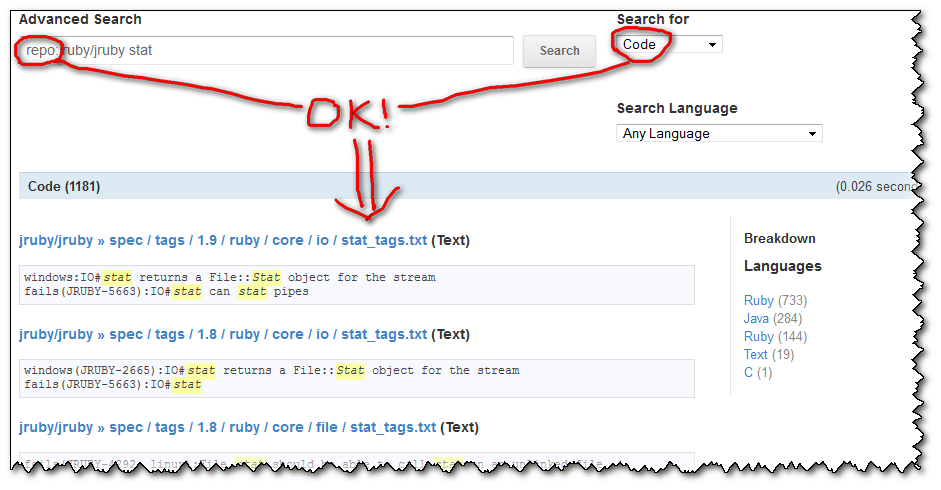 Advanced Search
Search for
repo:jruby/jruby stat
Search
Code
OK!
Search Language
Any Language
Code (1181)
(0.026 secon
jruby/jruby » spec / tags / 1.9 / ruby / core / io / stat_tags.txt (Text)
windows:IO#stat returns a File::Stat object for the stream
fails(JRUBY-5663):IO#stat can stat pipes
jruby/jruby » spec / tags / 1.8 / ruby / core / io / stat_tags.txt (Text)
windows(JRUBY-2665):IO#stat returns a File::Stat object for the stream
fails(JRUBY-5663):IO#stat
jruby/jruby » spec / tags / 1.8 / ruby / core / file / stat_tags.txt (Text)
Breakdown
Languages
Ruby (733)
Java (284)
Ruby (144)
Text (19)
C (1)